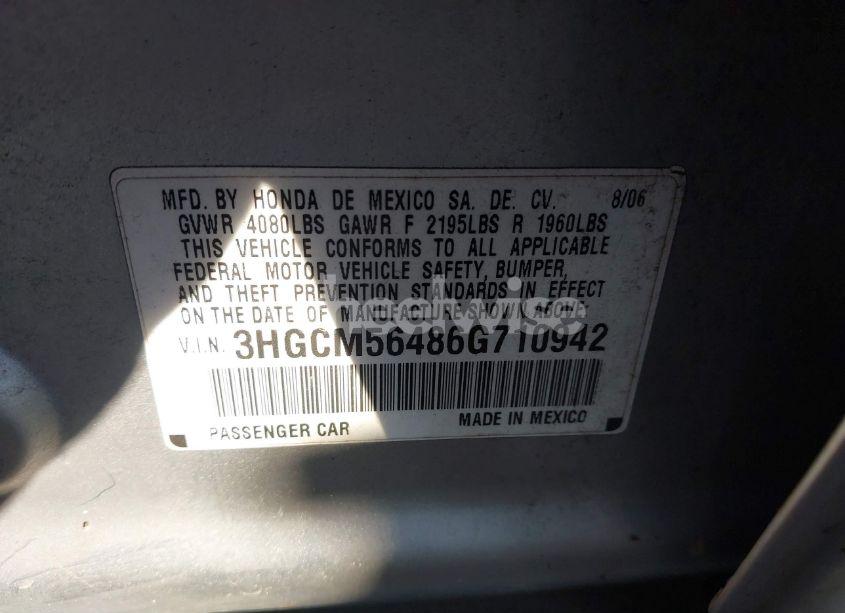 MFD. BY HONDA DE MEXICO SA. DE. CV. 8/06
GVWR 4080LBS GAWR F 2195LBS R 1960LBS
THIS VEHICLE CONFORMS TO ALL APPLICABLE
FEDERAL MOTOR VEHICLE SAFETY, BUMPER,
AND THEFT PREVENTION STANDARDS IN EFFECT
ON THE DATE OF MANUFACTURE SHOWN ABOVE.
V.I.N. 3HGCM56486G710942
PASSENGER CAR MADE IN MEXICO